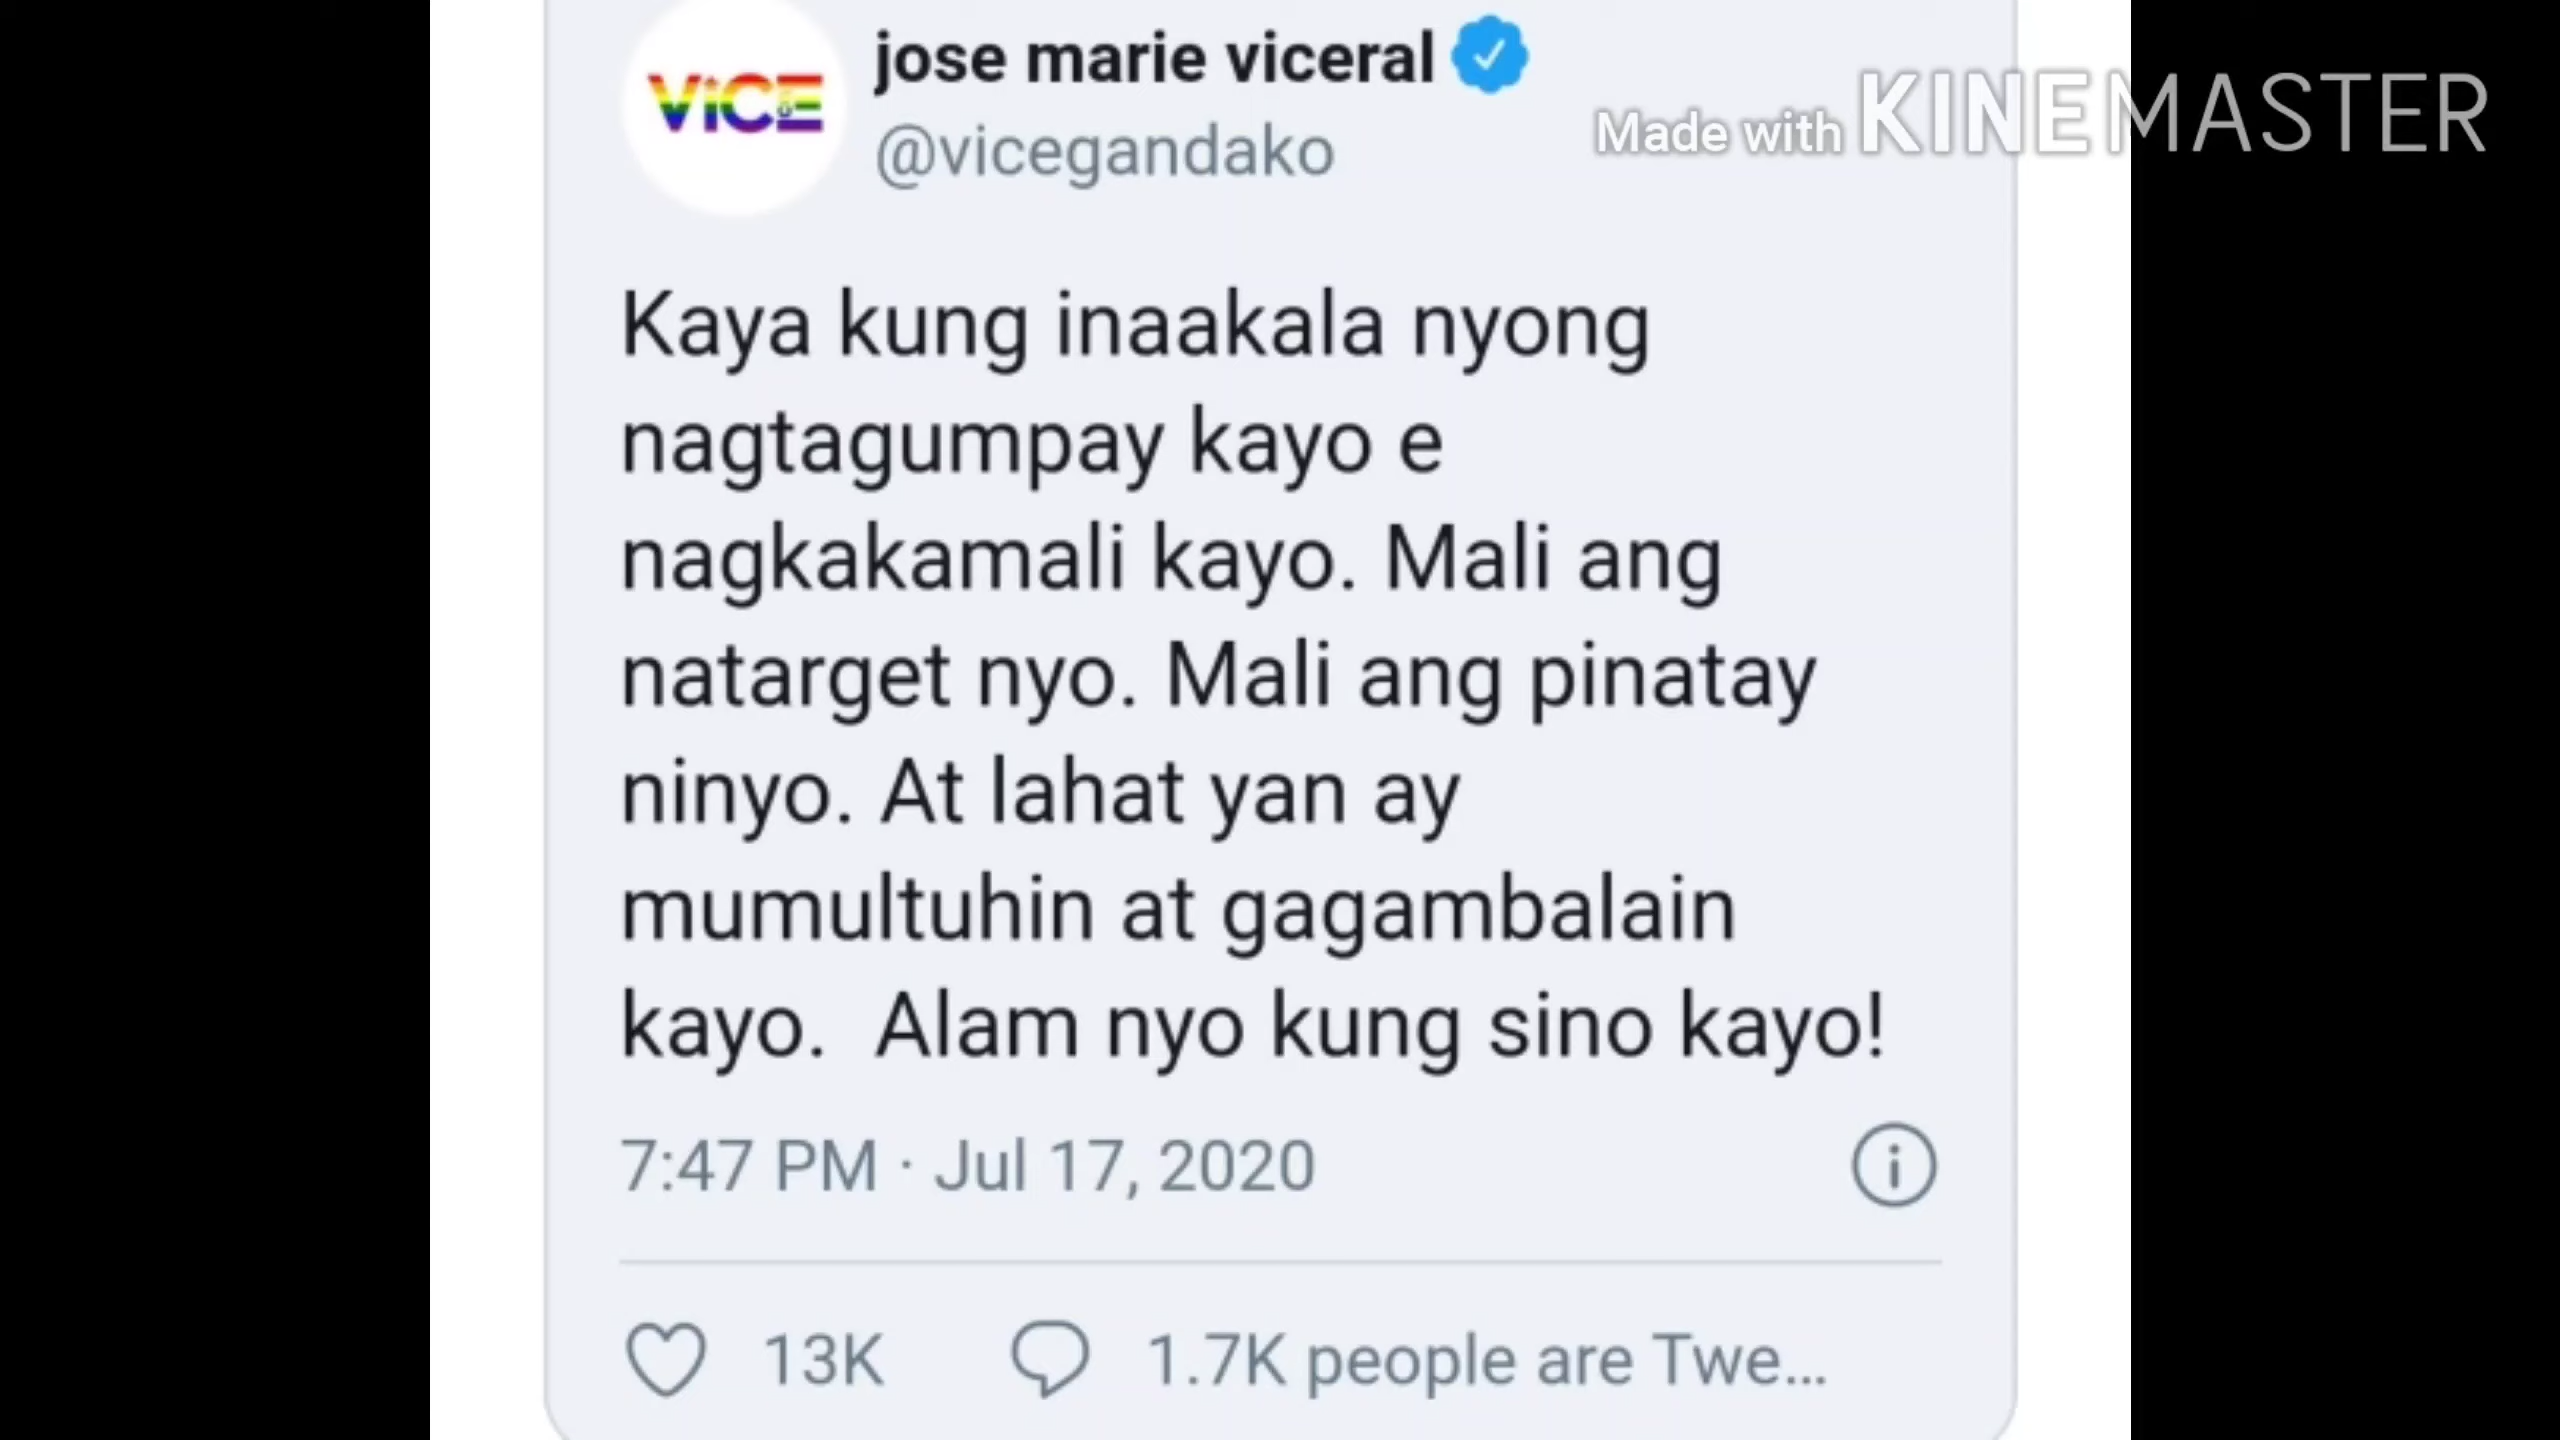 jose marie viceral
VICE
@vicegandako
Made with KINEMASTER
Kaya kung inaakala nyong
nagtagumpay kayo e
nagkakamali kayo. Mali ang
natarget nyo. Mali ang pinatay
ninyo. At lahat yan ay
mumultuhin at gagambalain
kayo.  Alam nyo kung sino kayo!
7:47 PM · Jul 17, 2020
13K 1.7K people are Twe...